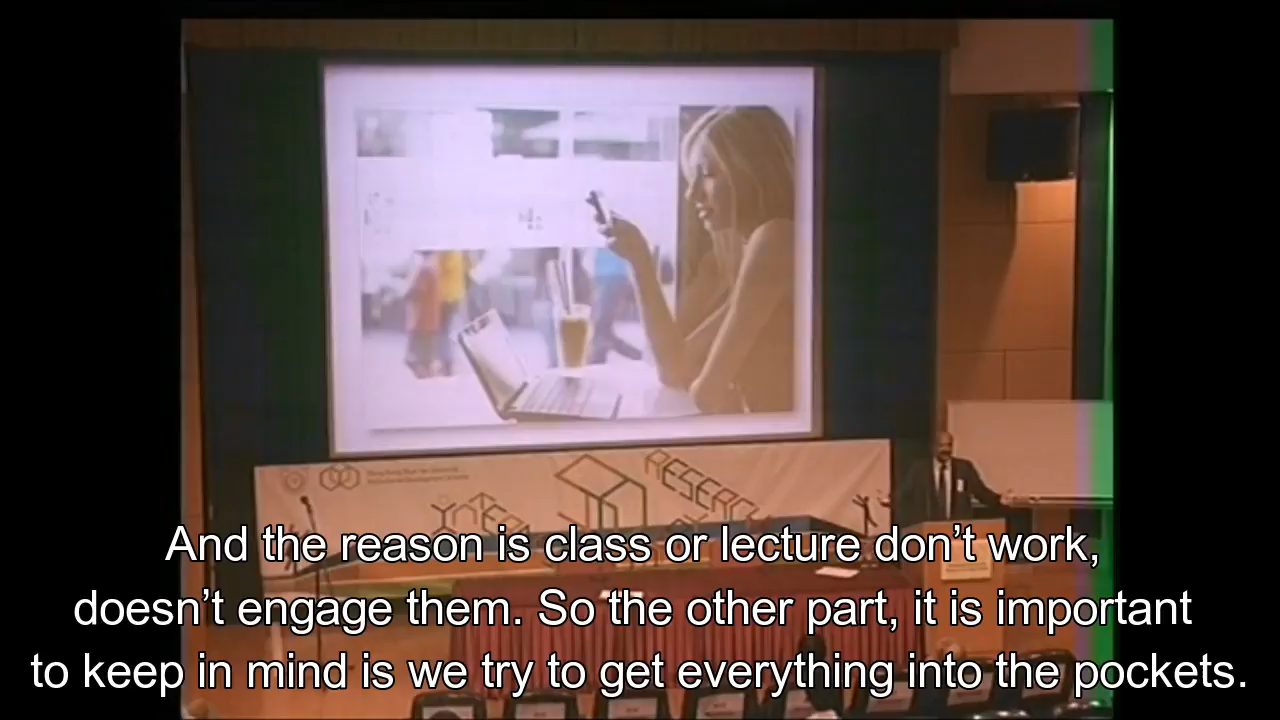 RESEARCH
And the reason is class or lecture don’t work,
doesn’t engage them. So the other part, it is important
to keep in mind is we try to get everything into the pockets.